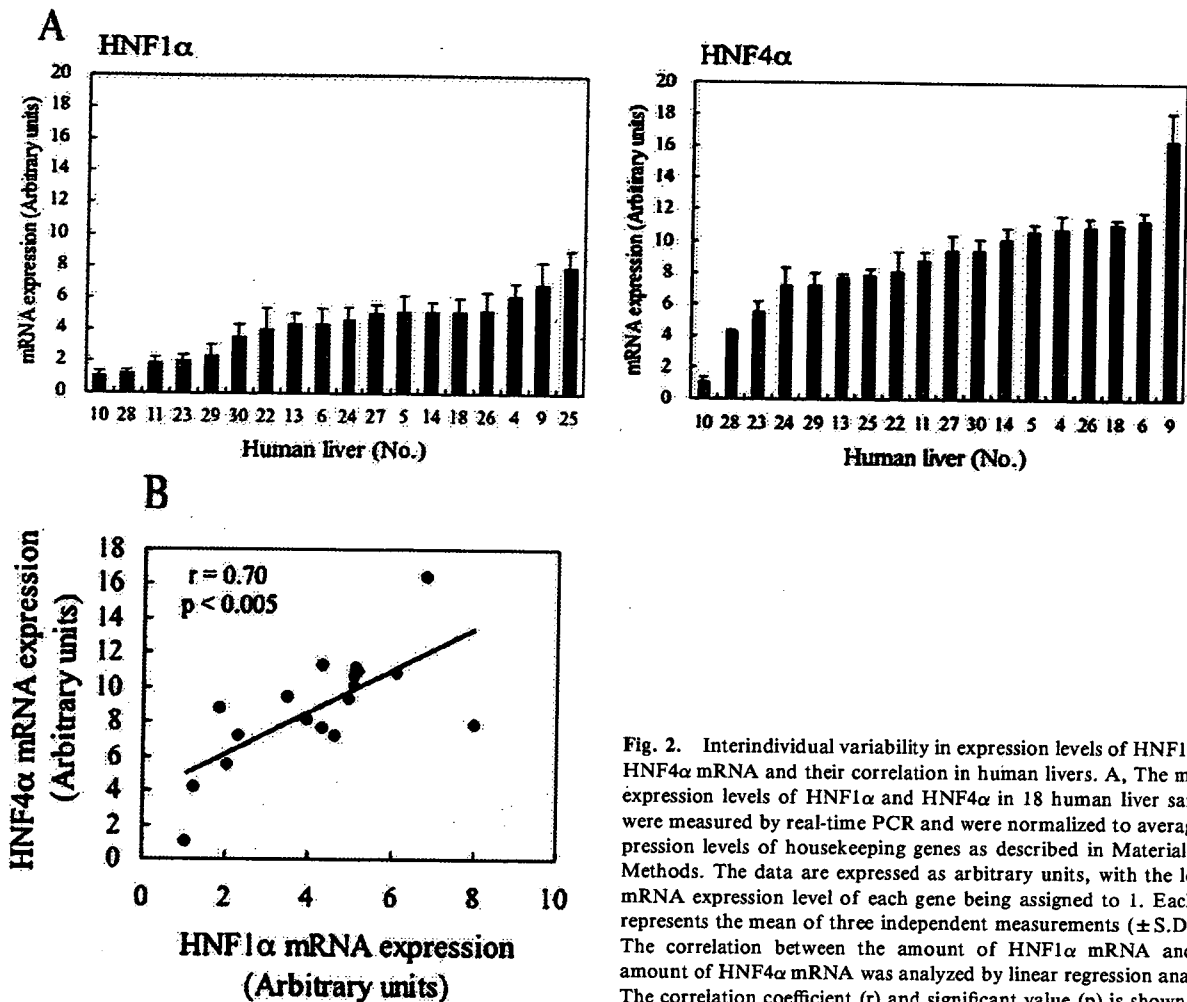 A
HNF1α
20
18
16
14
12
10
8
6
4
2
0
mRNA expression (Arbitrary units)
10 28 11 23 29 30 22 13 6 24 27 5 14 18 26 4 9 25
Human liver (No.)
HNF4α
20
18
16
14
12
10
8
6
4
2
0
mRNA expression (Arbitrary units)
10 28 23 24 29 13 25 22 11 27 30 14 5 4 26 18 6 9
Human liver (No.)
B
HNF4α mRNA expression
(Arbitrary units)
18
16
14
12
10
8
6
4
2
0
r = 0.70
p < 0.005
0 2 4 6 8 10
HNF1α mRNA expression
(Arbitrary units)
Fig. 2. Interindividual variability in expression levels of HNF1
HNF4α mRNA and their correlation in human livers. A, The m
expression levels of HNF1α and HNF4α in 18 human liver sa
were measured by real-time PCR and were normalized to averag
pression levels of housekeeping genes as described in Material
Methods. The data are expressed as arbitrary units, with the l
mRNA expression level of each gene being assigned to 1. Each
represents the mean of three independent measurements (±S.D
The correlation between the amount of HNF1α mRNA and
amount of HNF4α mRNA was analyzed by linear regression ana
The correlation coefficient (r) and significant value (p) is shown